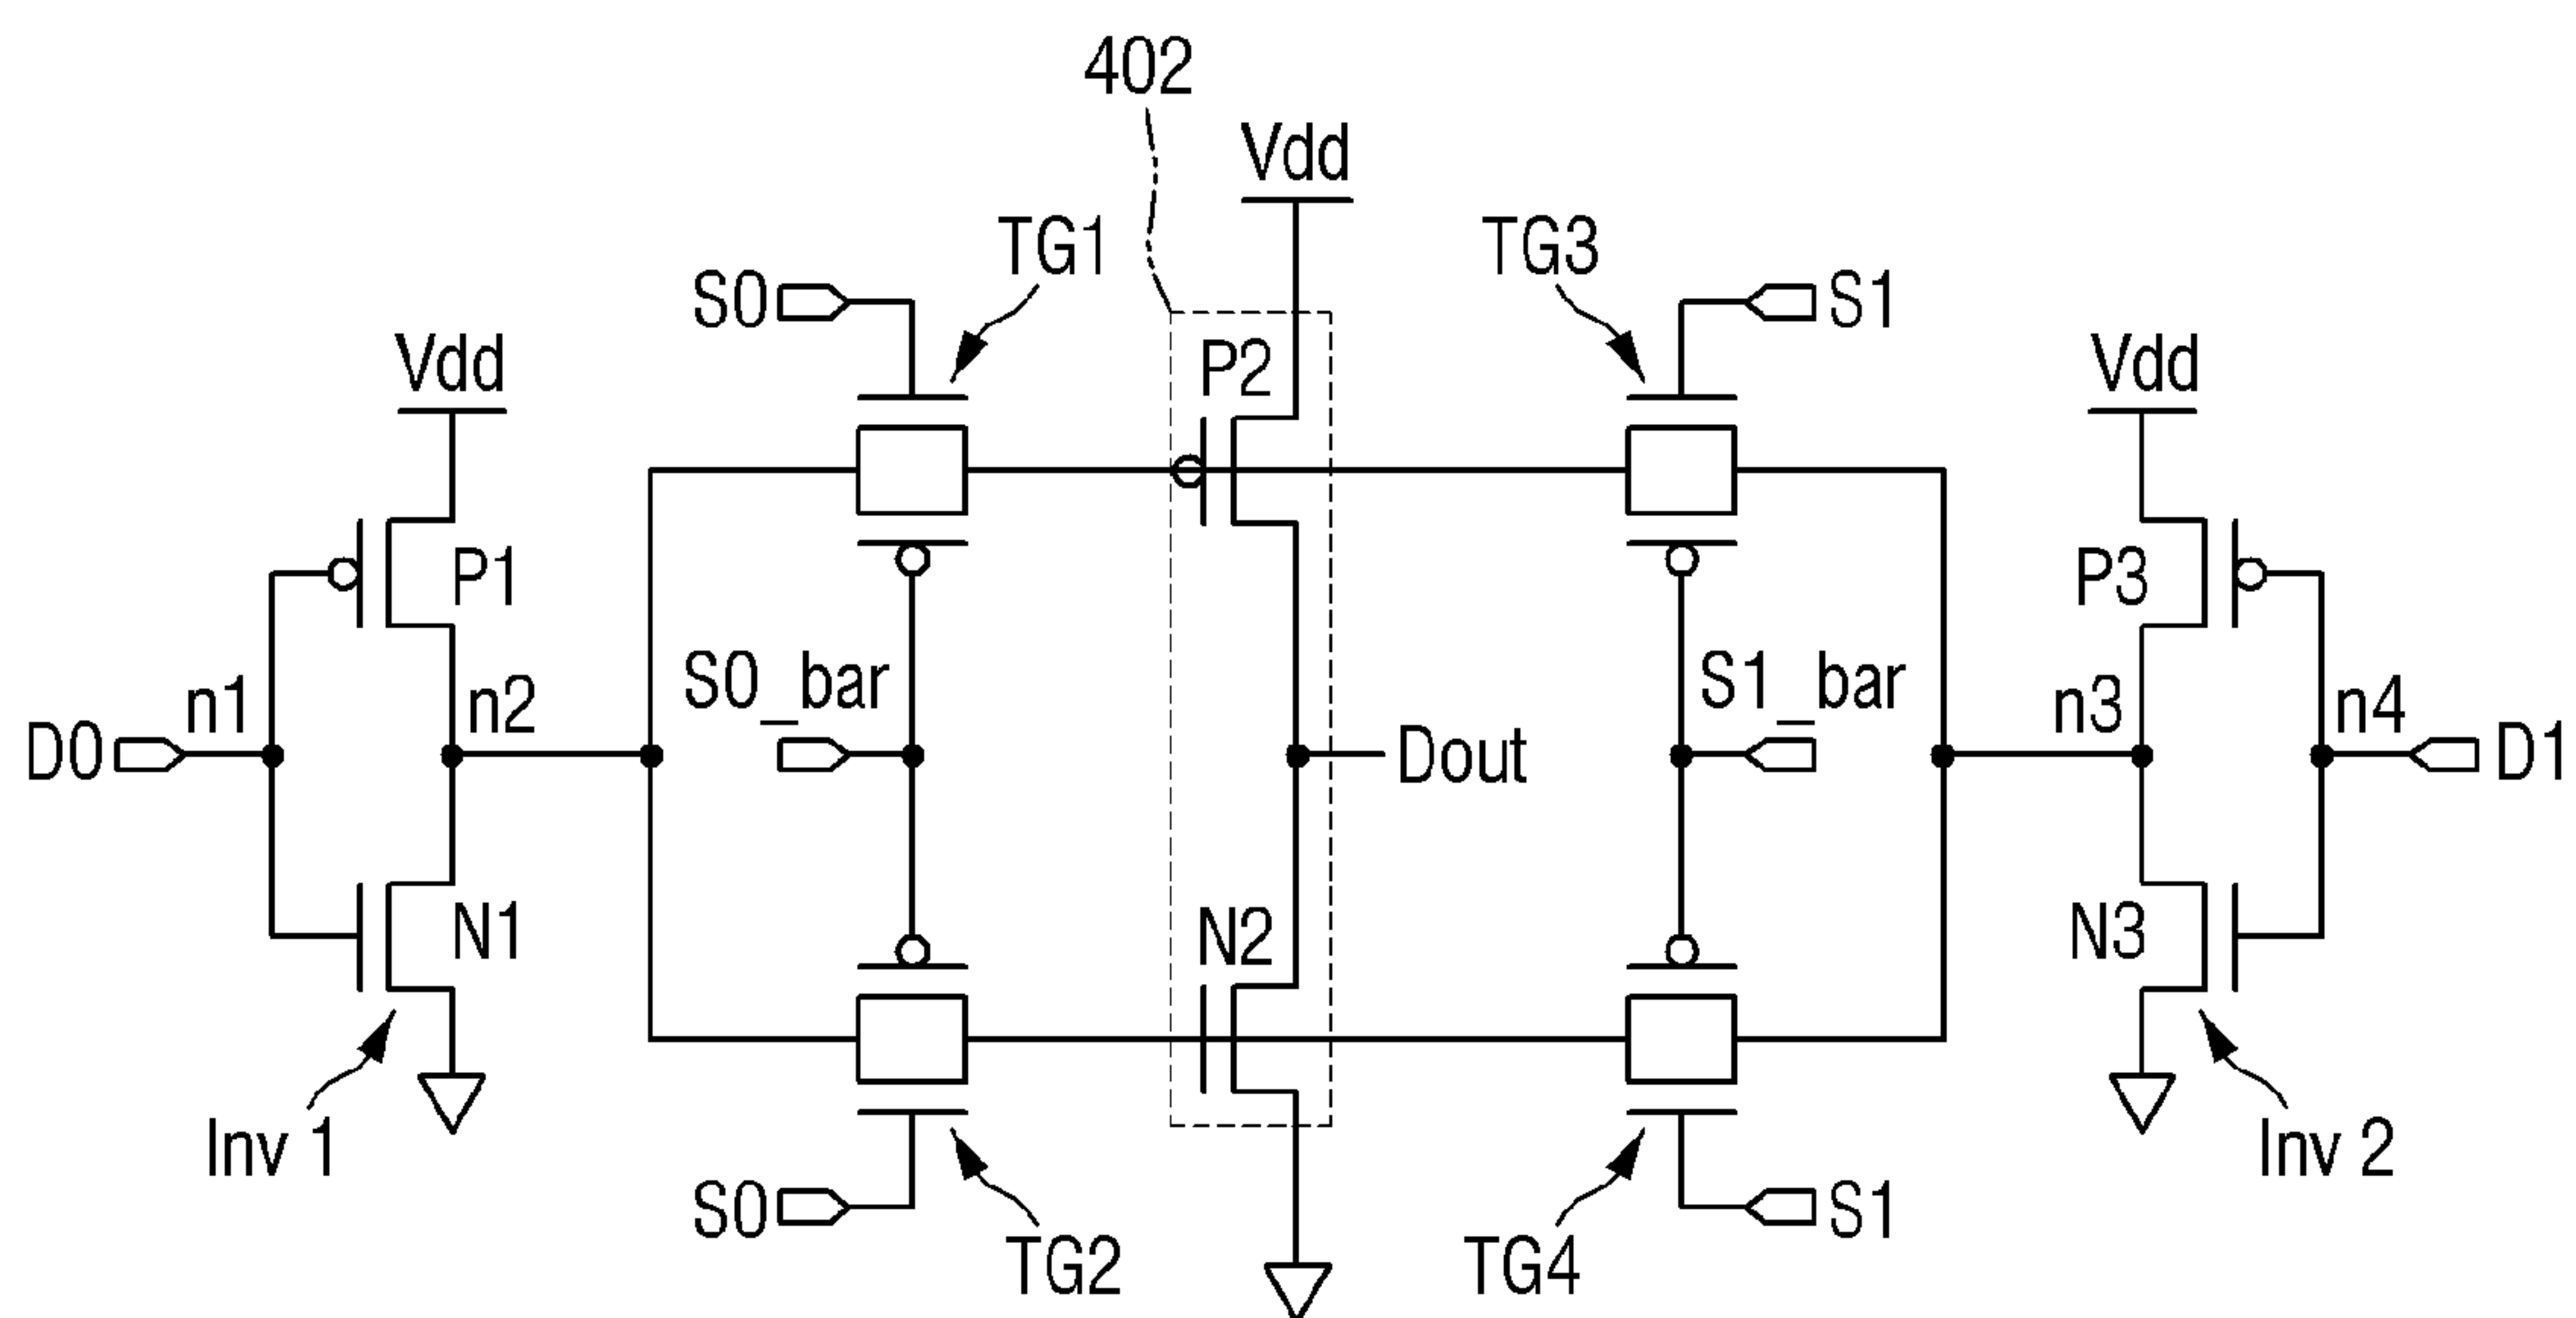 402
Vdd
TG1
TG3
S0
S1
Vdd
P2
Vdd
P1
P3
n1
n2
S0_bar
S1_bar
n3
n4
D0
Dout
D1
N1
N2
N3
Inv 1
Inv 2
S0
TG2
TG4
S1